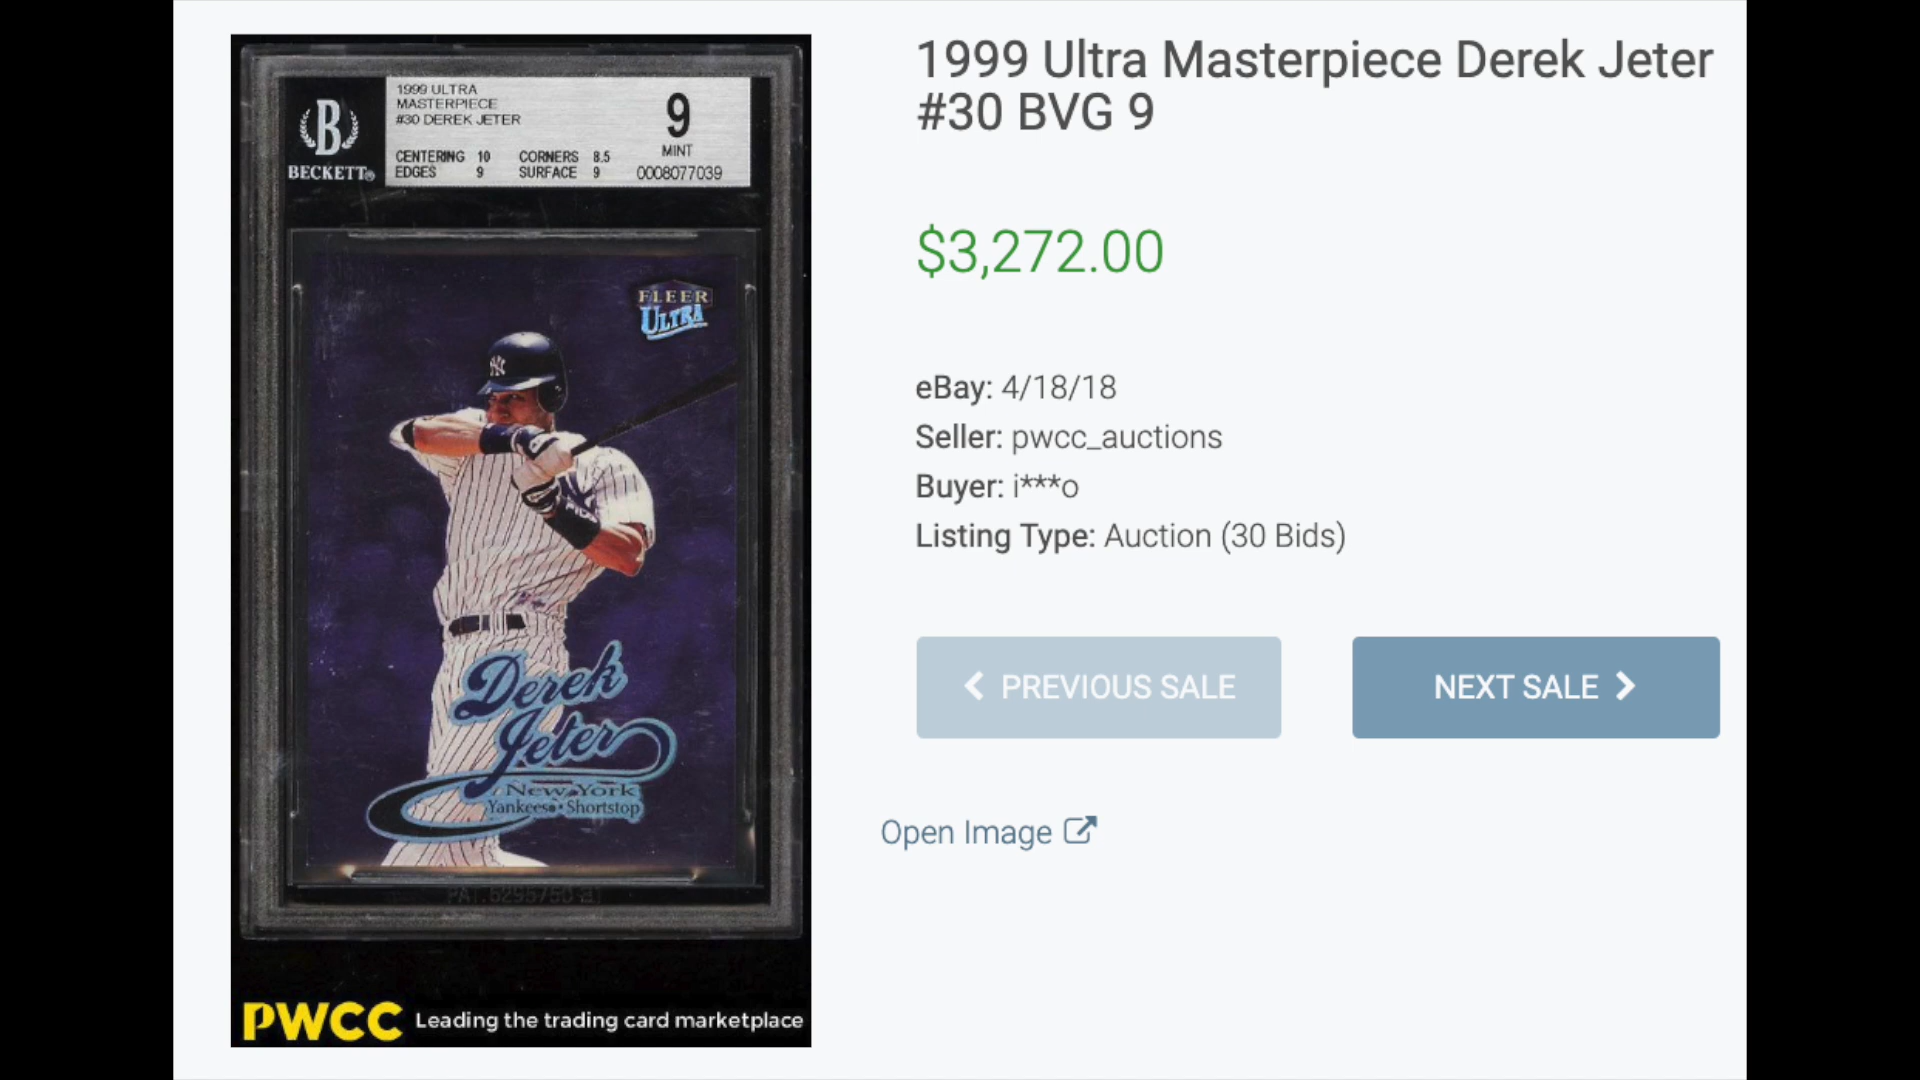 1999 ULTRA
MASTERPIECE
#30 DEREK JETER
9
MINT
CENTERING 10 CORNERS 8.5
EDGES 9 SURFACE 9
0008077039
B
BECKETT®
FLEER
ULTRA
NY
FILA
Derek
Jeter
New York
Yankees • Shortstop
PWCC Leading the trading card marketplace
1999 Ultra Masterpiece Derek Jeter
#30 BVG 9
$3,272.00
eBay: 4/18/18
Seller: pwcc_auctions
Buyer: i***o
Listing Type: Auction (30 Bids)
PREVIOUS SALE
NEXT SALE
Open Image